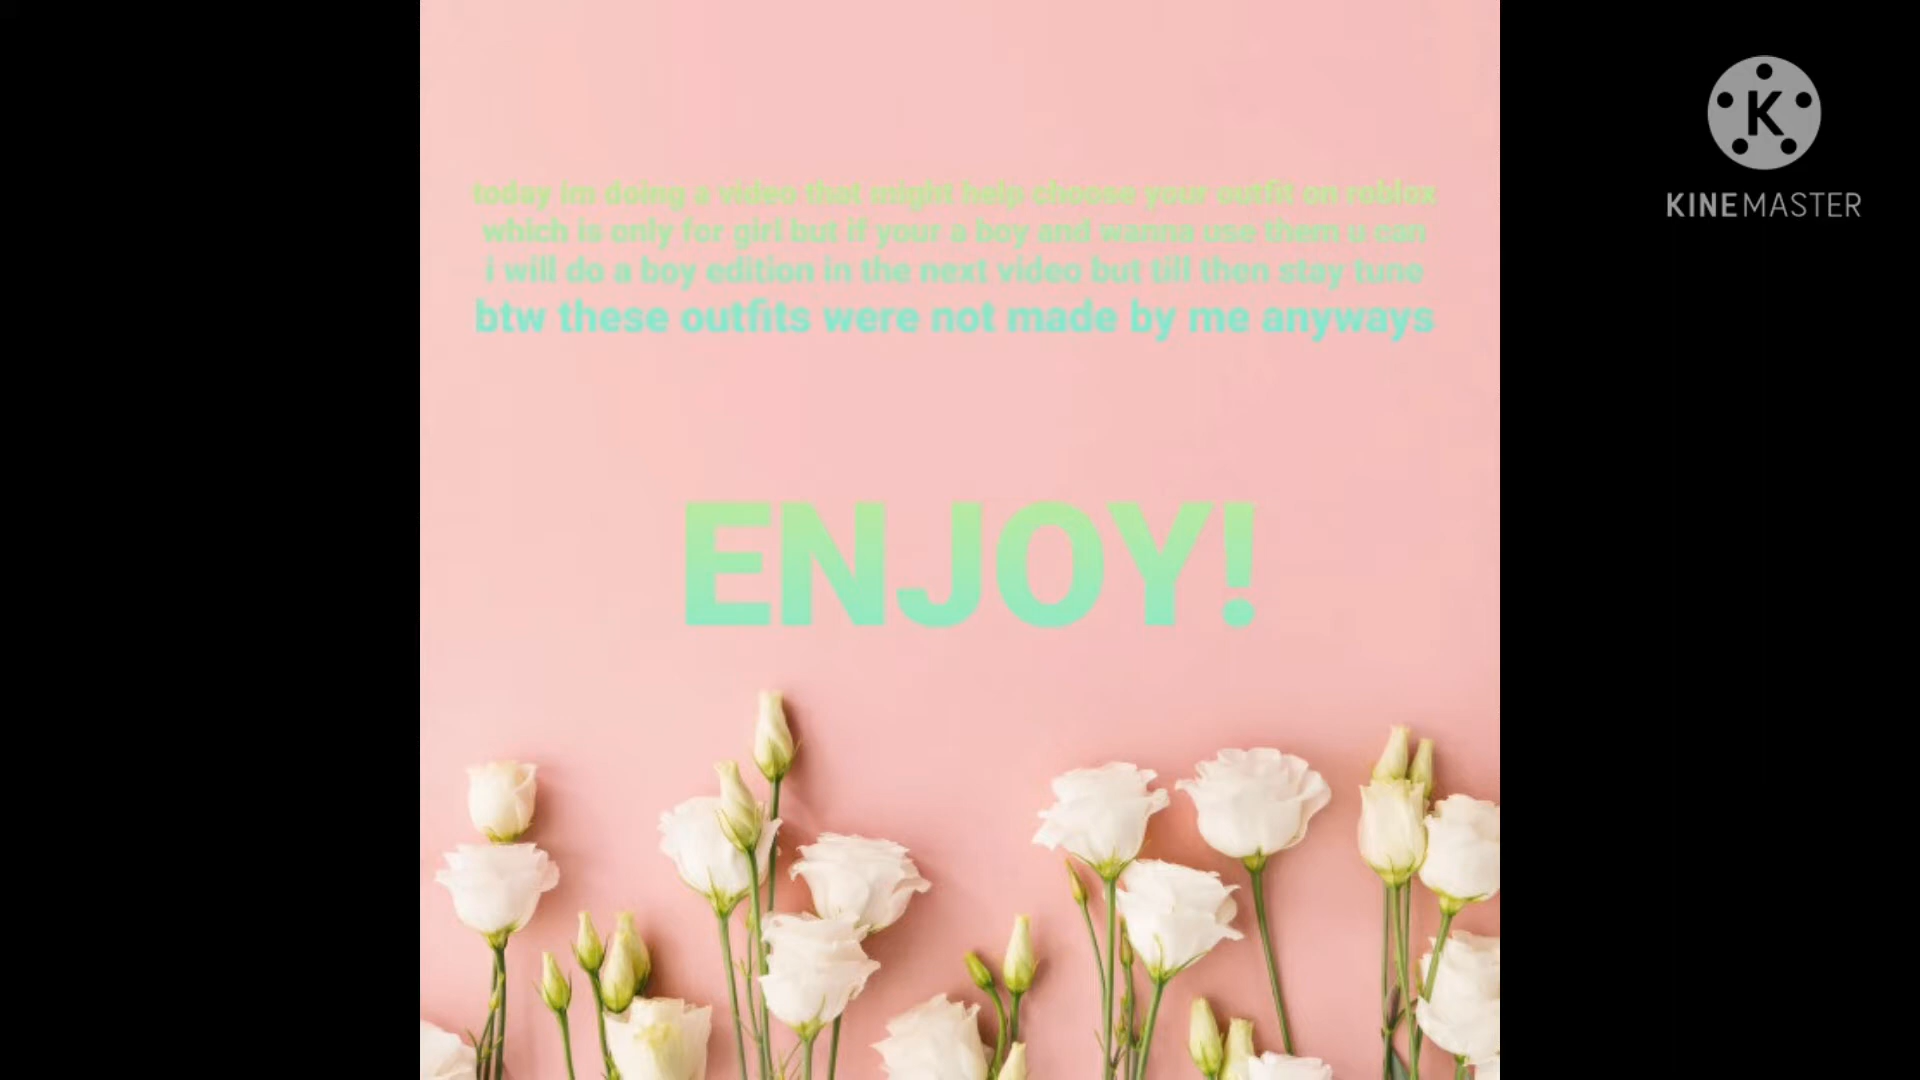 today im doing a video that might help choose your outfit on roblox
which is only for girl but if your a boy and wanna use them u can
i will do a boy edition in the next video but till then stay tune
btw these outfits were not made by me anyways
ENJOY!
K
KINEMASTER